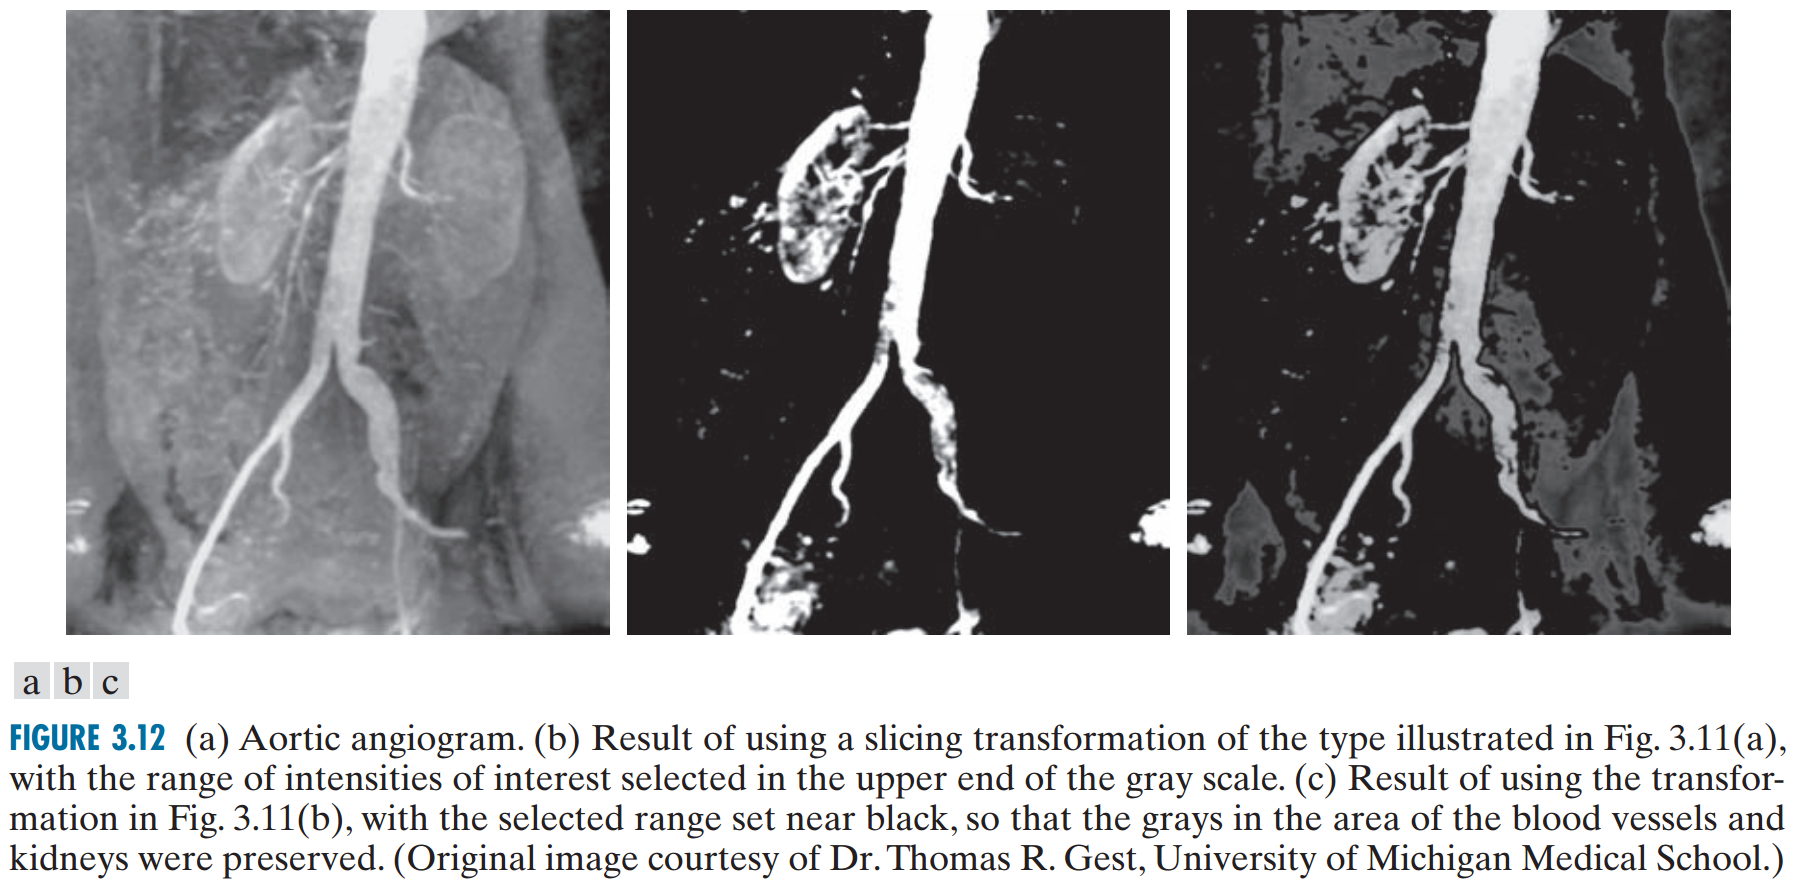 a b c
FIGURE 3.12 (a) Aortic angiogram. (b) Result of using a slicing transformation of the type illustrated in Fig. 3.11(a),
with the range of intensities of interest selected in the upper end of the gray scale. (c) Result of using the transfor-
mation in Fig. 3.11(b), with the selected range set near black, so that the grays in the area of the blood vessels and
kidneys were preserved. (Original image courtesy of Dr. Thomas R. Gest, University of Michigan Medical School.)